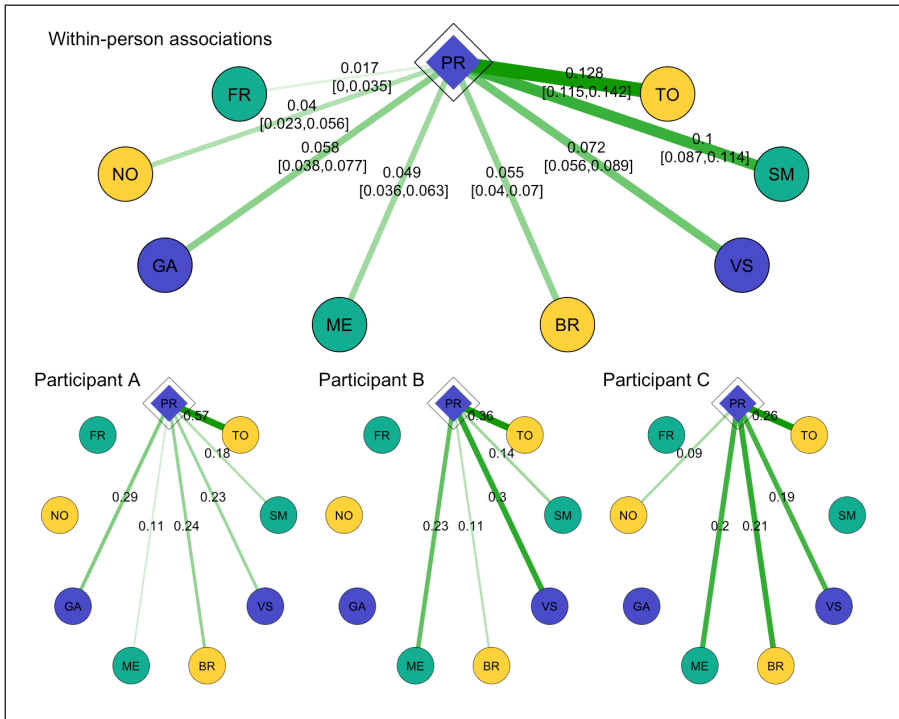 Within-person associations
PR
0.017
[0,0.035]
0.128
[0.115,0.142]
FR
TO
0.04
[0.023,0.056]
0.1
[0.087,0.114]
0.058
[0.038,0.077]
0.072
[0.056,0.089]
NO
SM
0.049
[0.036,0.063]
0.055
[0.04,0.07]
GA
VS
ME
BR
Participant A
PR
0.57
FR
TO
0.18
0.29
0.23
NO
SM
0.11
0.24
GA
VS
ME
BR
Participant B
PR
0.36
FR
TO
0.14
0.3
NO
SM
0.23
0.11
GA
VS
ME
BR
Participant C
PR
0.26
FR
TO
0.09
0.19
NO
SM
0.2
0.21
GA
VS
ME
BR